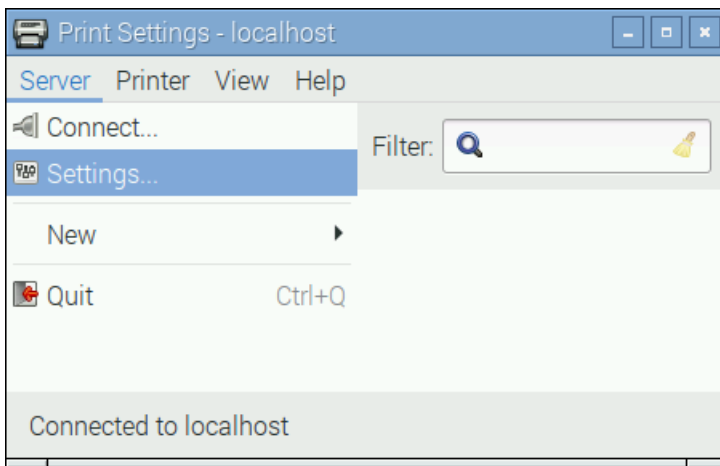 Print Settings - localhost
Server Printer View Help
Connect...
Filter:
Settings...
New
Quit Ctrl+Q
Connected to localhost